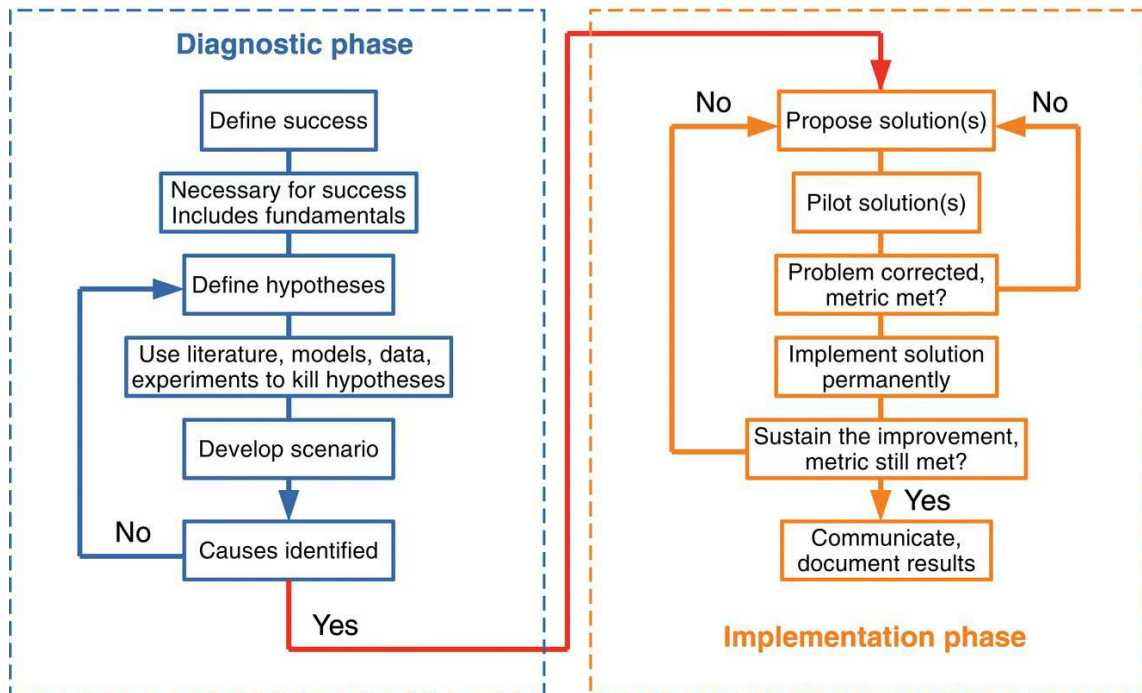 Diagnostic phase
Define success
Necessary for success
Includes fundamentals
Define hypotheses
Use literature, models, data,
experiments to kill hypotheses
Develop scenario
No
Causes identified
Yes
No
No
Propose solution(s)
Pilot solution(s)
Problem corrected,
metric met?
Implement solution
permanently
Sustain the improvement,
metric still met?
Yes
Communicate,
document results
Implementation phase